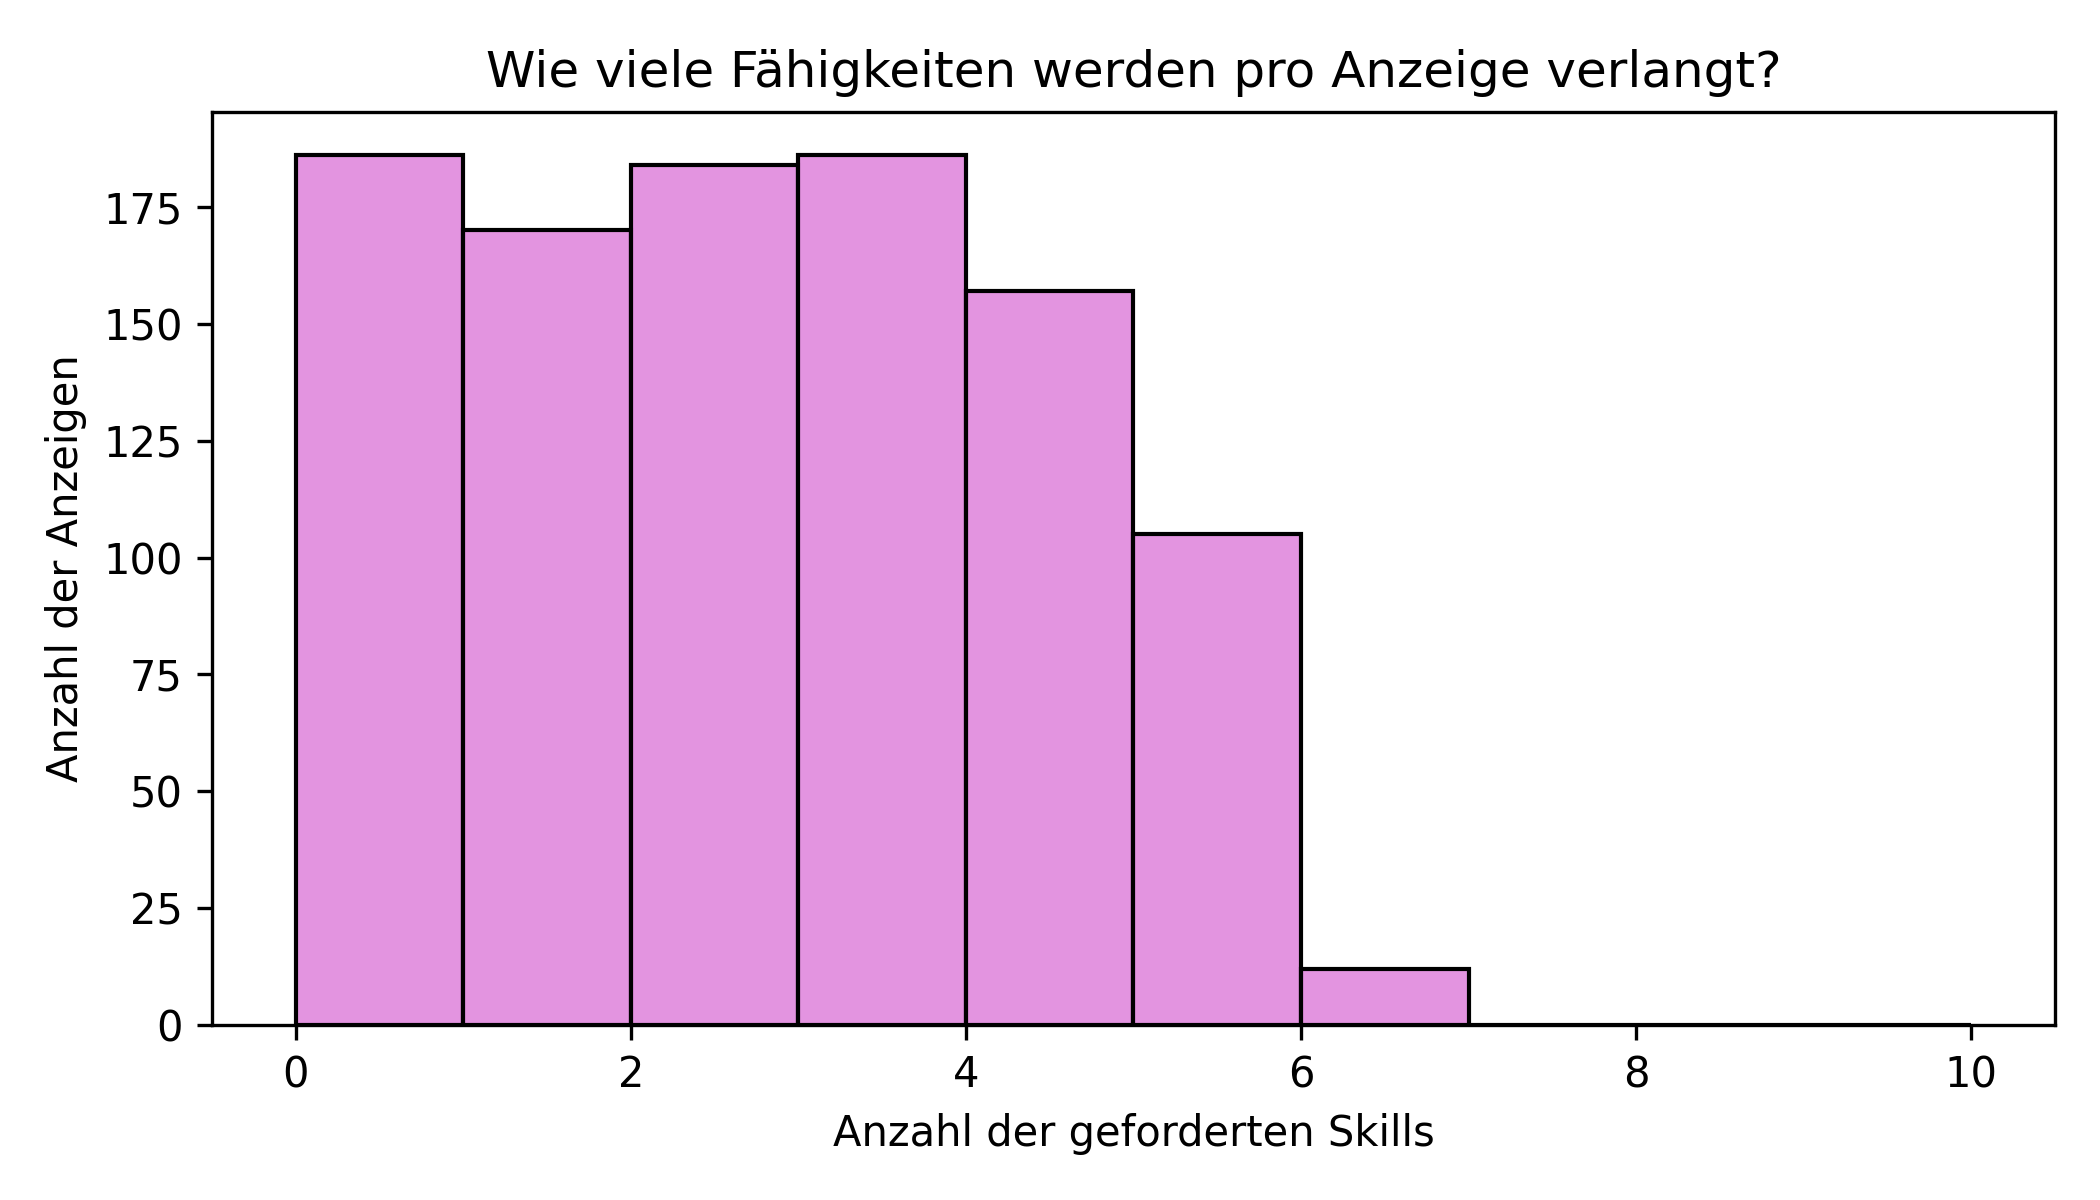 Wie viele Fähigkeiten werden pro Anzeige verlangt?
Anzahl der Anzeigen
175
150
125
100
75
50
25
0
0 2 4 6 8 10
Anzahl der geforderten Skills